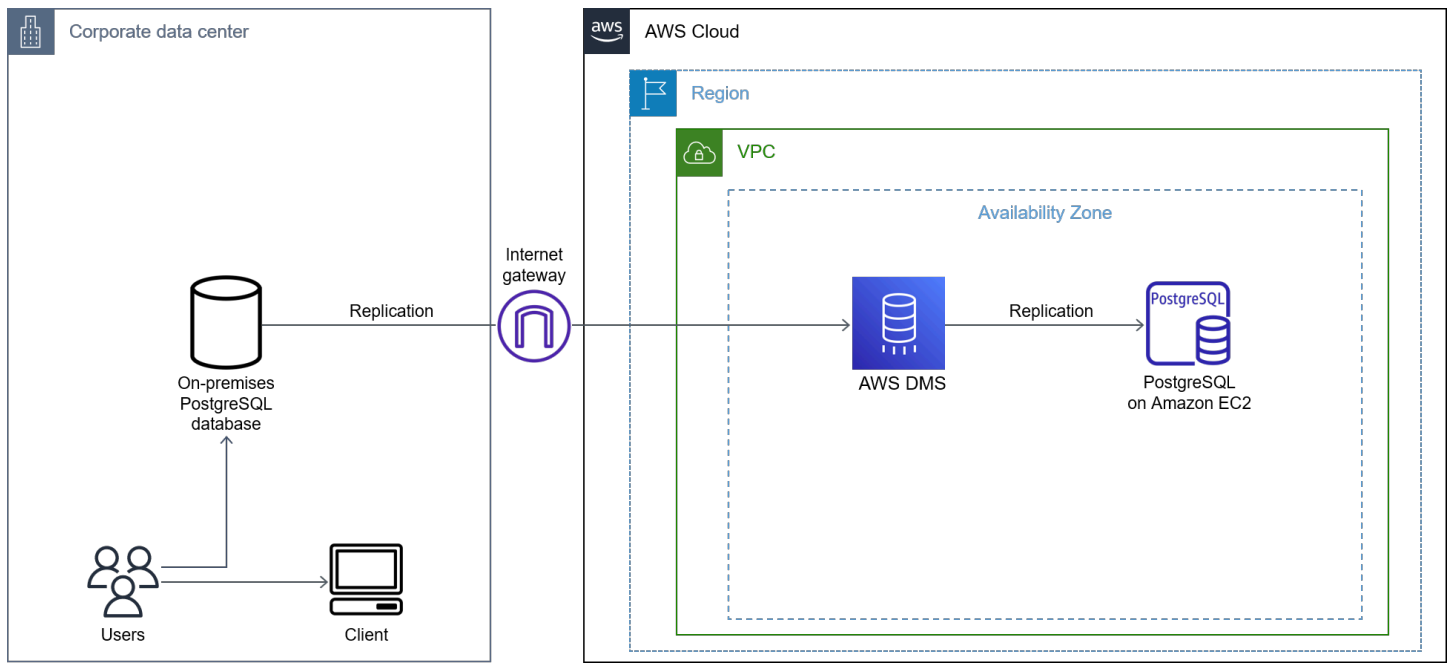 Corporate data center
aws
AWS Cloud
Region
VPC
Availability Zone
Internet
gateway
Replication
Replication
PostgreSQL
On-premises
PostgreSQL
database
AWS DMS
PostgreSQL
on Amazon EC2
Users
Client